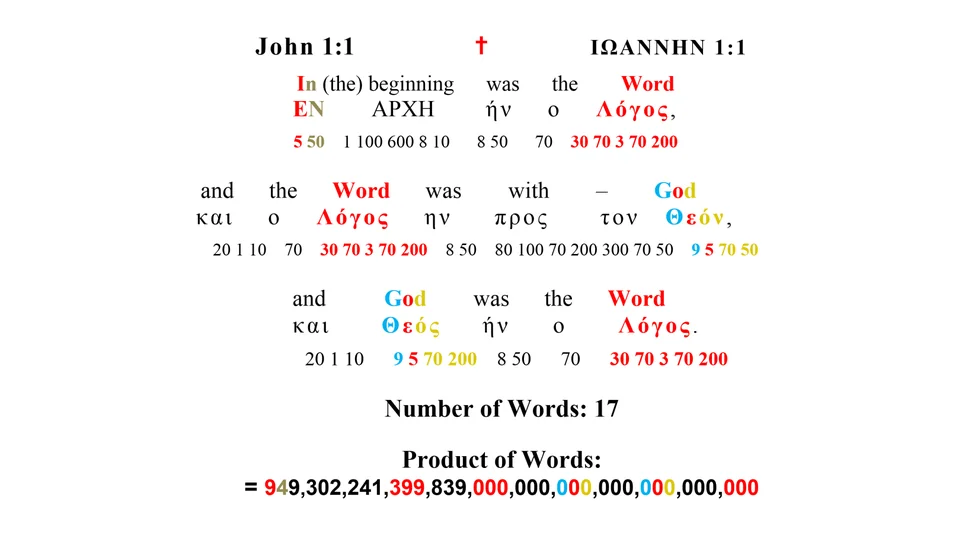 John 1:1 ✝ ΙΩΑΝΝΗΝ 1:1
In (the) beginning was the Word
ΕΝ ΑΡΧΗ ήν ο Λόγος,
5 50 1 100 600 8 10 8 50 70 30 70 3 70 200
and the Word was with – God
και ο Λόγος ην προς τον Θεόν,
20 1 10 70 30 70 3 70 200 8 50 80 100 70 200 300 70 50 9 5 70 50
and God was the Word
και Θεός ήν ο Λόγος.
20 1 10 9 5 70 200 8 50 70 30 70 3 70 200
Number of Words: 17
Product of Words:
= 949,302,241,399,839,000,000,000,000,000,000,000